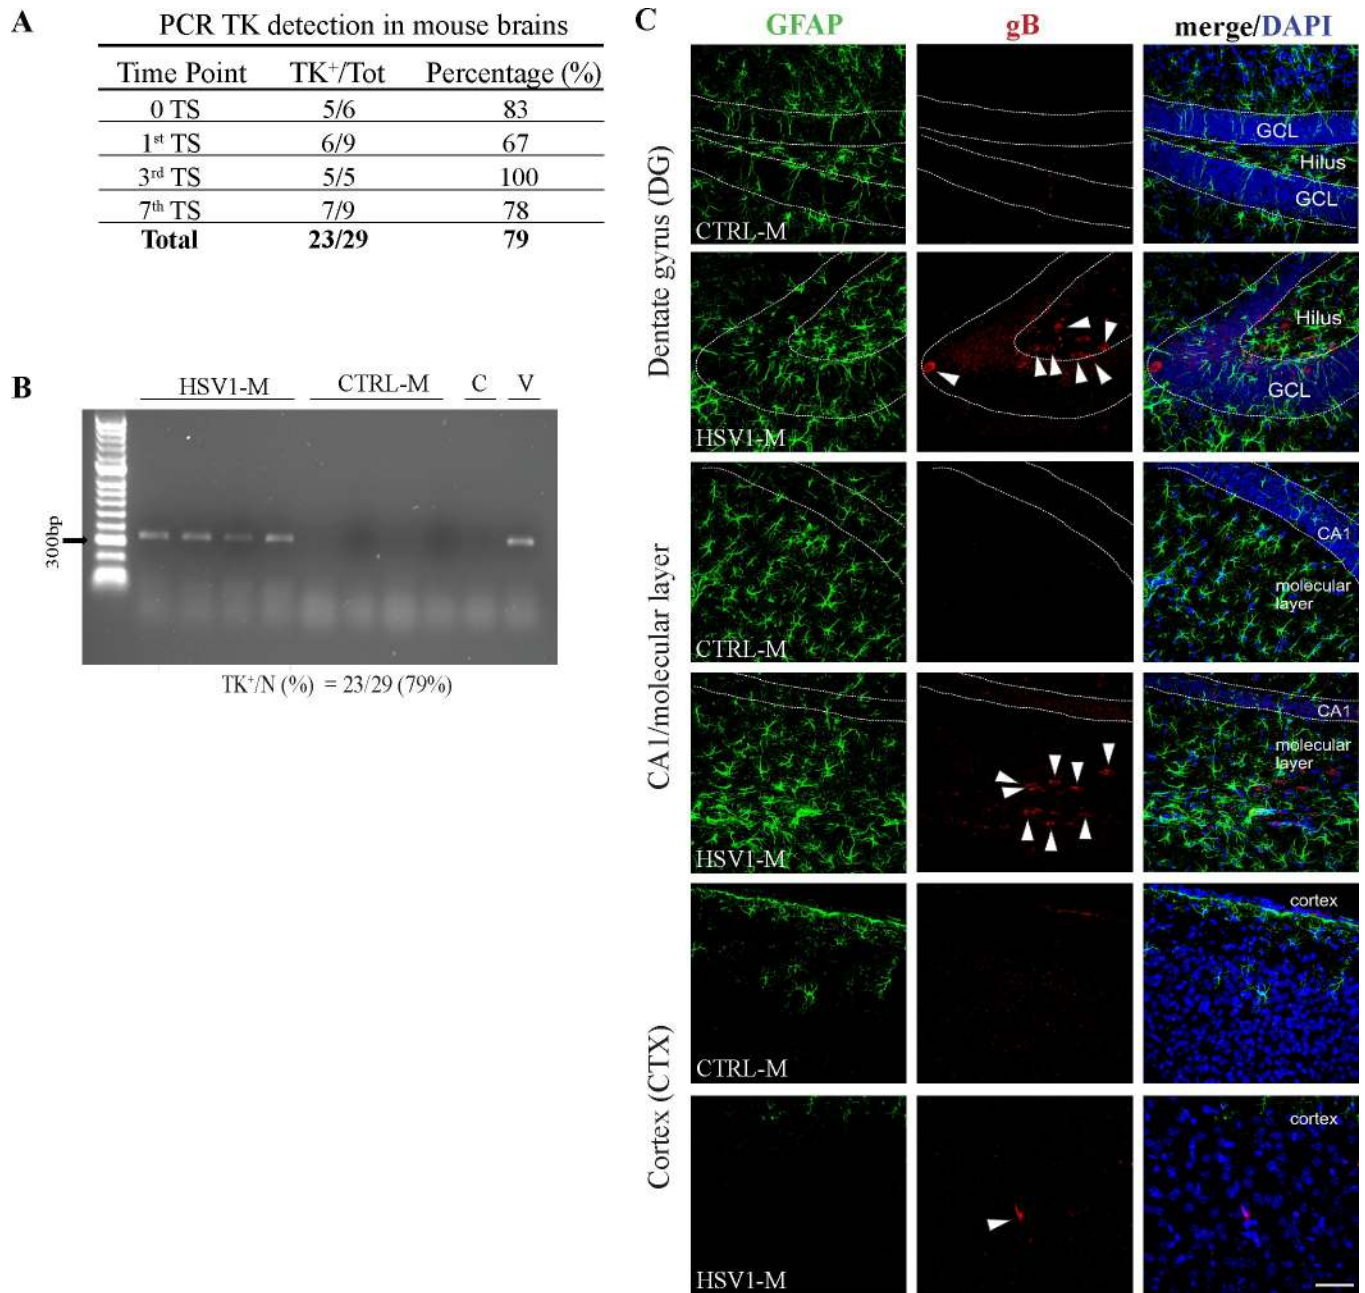 A
PCR TK detection in mouse brains
Time Point TK⁺/Tot Percentage (%)
0 TS 5/6 83
1st TS 6/9 67
3rd TS 5/5 100
7th TS 7/9 78
Total 23/29 79
B
HSV1-M CTRL-M C V
300bp
TK⁺/N (%) = 23/29 (79%)
C
GFAP gB merge/DAPI
Dentate gyrus (DG)
CTRL-M
GCL
Hilus
GCL
HSV1-M
Hilus
GCL
CA1/molecular layer
CTRL-M
CA1
molecular
layer
HSV1-M
CA1
molecular
layer
Cortex (CTX)
CTRL-M
cortex
HSV1-M
cortex